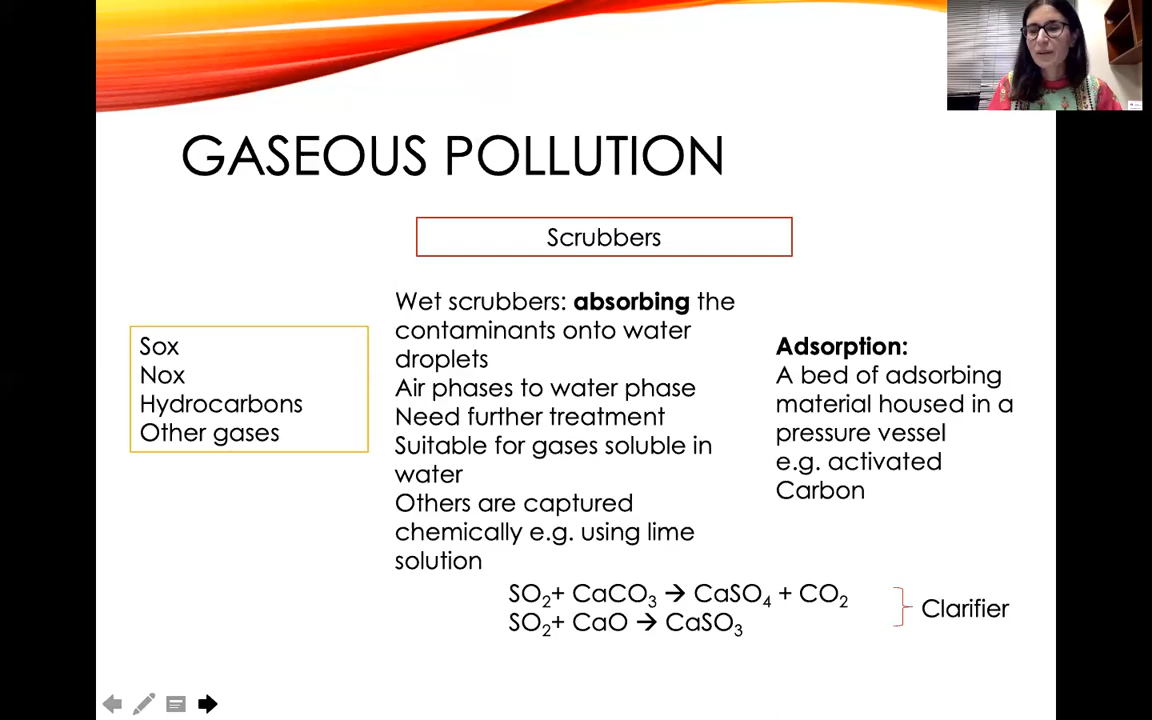 GASEOUS POLLUTION
Scrubbers
Sox
Nox
Hydrocarbons
Other gases
Wet scrubbers: absorbing the
contaminants onto water
droplets
Air phases to water phase
Need further treatment
Suitable for gases soluble in
water
Others are captured
chemically e.g. using lime
solution
Adsorption:
A bed of adsorbing
material housed in a
pressure vessel
e.g. activated
Carbon
SO₂+ CaCO₃ → CaSO₄ + CO₂
SO₂+ CaO → CaSO₃
Clarifier